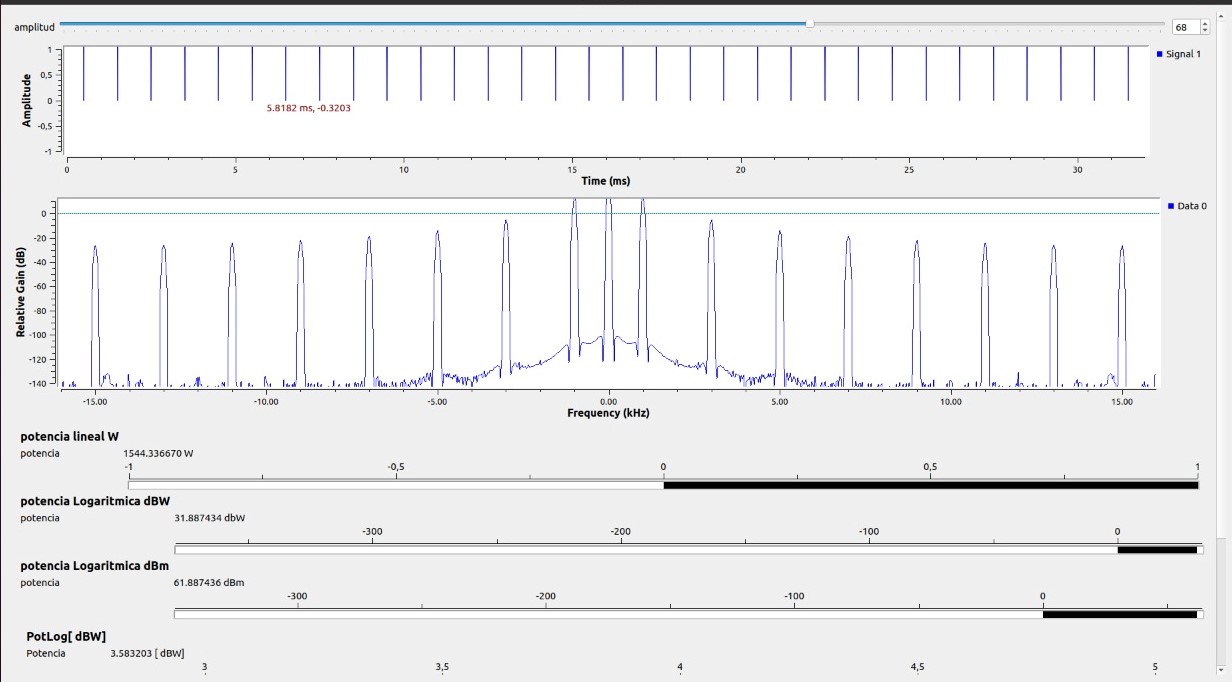 amplitud 68
1
0,5
0
-0,5
-1
Amplitude
Signal 1
5.8182 ms, -0.3203
0 5 10 15 20 25 30
Time (ms)
0
-20
-40
-60
-80
-100
-120
-140
Relative Gain (dB)
Data 0
-15.00 -10.00 -5.00 0.00 5.00 10.00 15.00
Frequency (kHz)
potencia lineal W
potencia 1544.336670 W
-1 -0,5 0 0,5 1
potencia Logaritmica dBW
potencia 31.887434 dbW
-300 -200 -100 0
potencia Logaritmica dBm
potencia 61.887436 dBm
-300 -200 -100 0
PotLog[ dBW]
Potencia 3.583203 [ dBW]
3 3,5 4 4,5 5